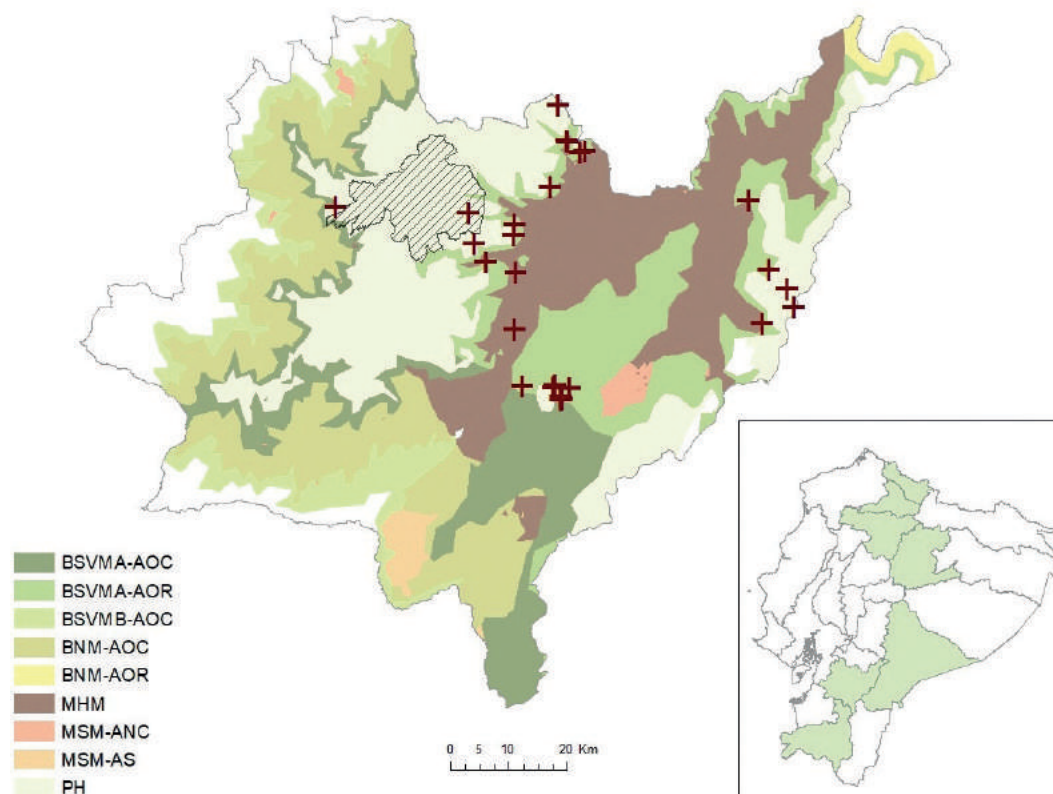 BSVMA-AOC
BSVMA-AOR
BSVMB-AOC
BNM-AOC
BNM-AOR
MHM
MSM-ANC
MSM-AS
PH
0 5 10 20 Km